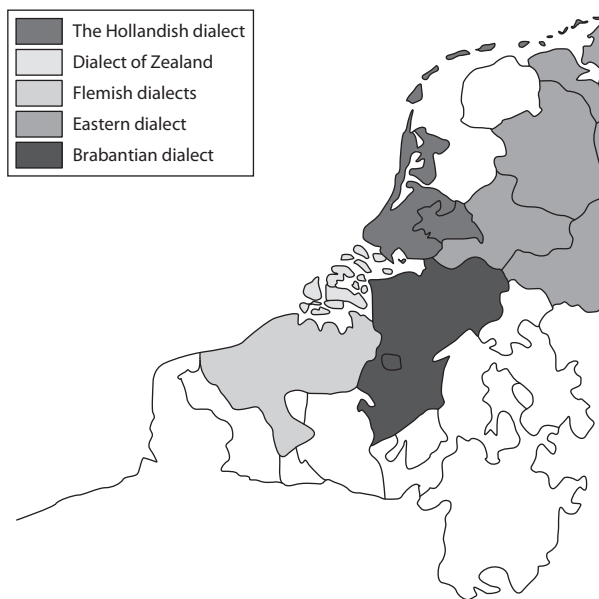 The Hollandish dialect
Dialect of Zealand
Flemish dialects
Eastern dialect
Brabantian dialect